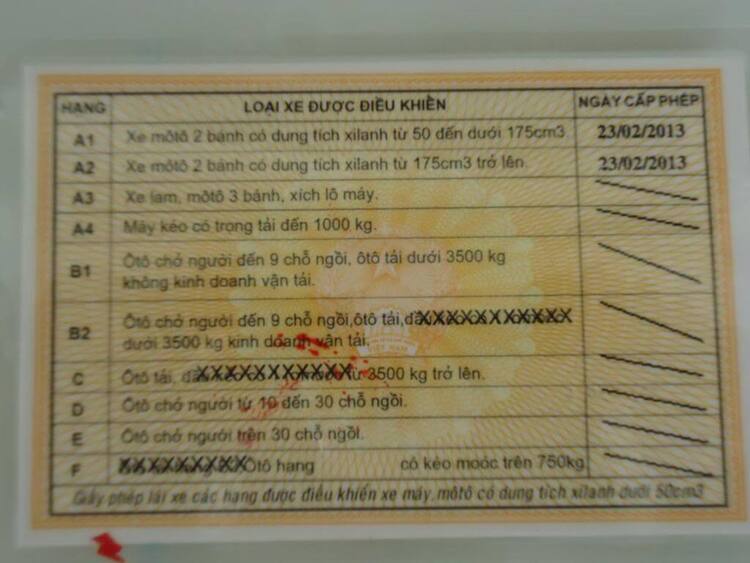 HẠNG LOẠI XE ĐƯỢC ĐIỀU KHIỂN NGÀY CẤP PHÉP
A1 Xe môtô 2 bánh có dung tích xilanh từ 50 đến dưới 175cm3 23/02/2013
A2 Xe môtô 2 bánh có dung tích xilanh từ 175cm3 trở lên. 23/02/2013
A3 Xe lam, môtô 3 bánh, xích lô máy.
A4 Máy kéo có trọng tải đến 1000 kg.
B1 Ôtô chở người đến 9 chỗ ngồi, ôtô tải dưới 3500 kg
không kinh doanh vận tải.
B2 Ôtô chở người đến 9 chỗ ngồi,ôtô tải, XXXXXXXXXXXX
dưới 3500 kg kinh doanh vận tải.
C Ôtô tải, XXXXXXXXXXXX từ 3500 kg trở lên.
D Ôtô chở người từ 10 đến 30 chỗ ngồi.
E Ôtô chở người trên 30 chỗ ngồi.
F XXXXXXXXX Ôtô hạng có kéo moóc trên 750kg
Giấy phép lái xe các hạng được điều khiển xe máy, môtô có dung tích xilanh dưới 50cm3
VIỆT NAM